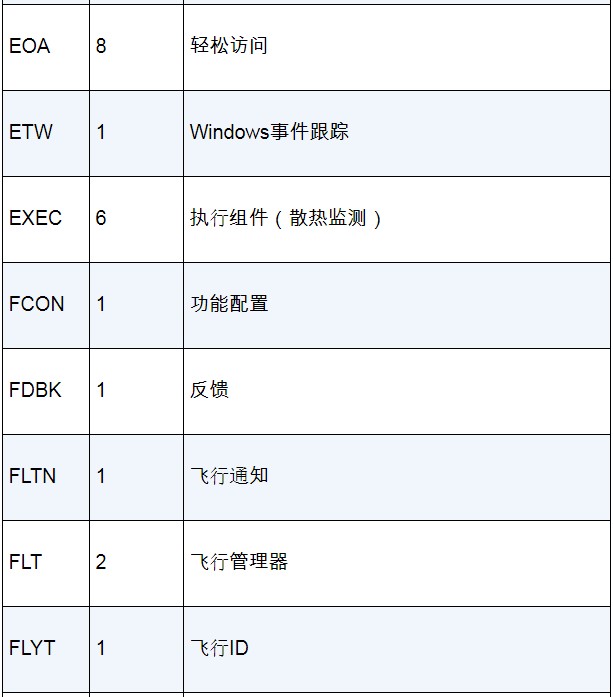 EOA 8 轻松访问
ETW 1 Windows事件跟踪
EXEC 6 执行组件（散热监测）
FCON 1 功能配置
FDBK 1 反馈
FLTN 1 飞行通知
FLT 2 飞行管理器
FLYT 1 飞行ID